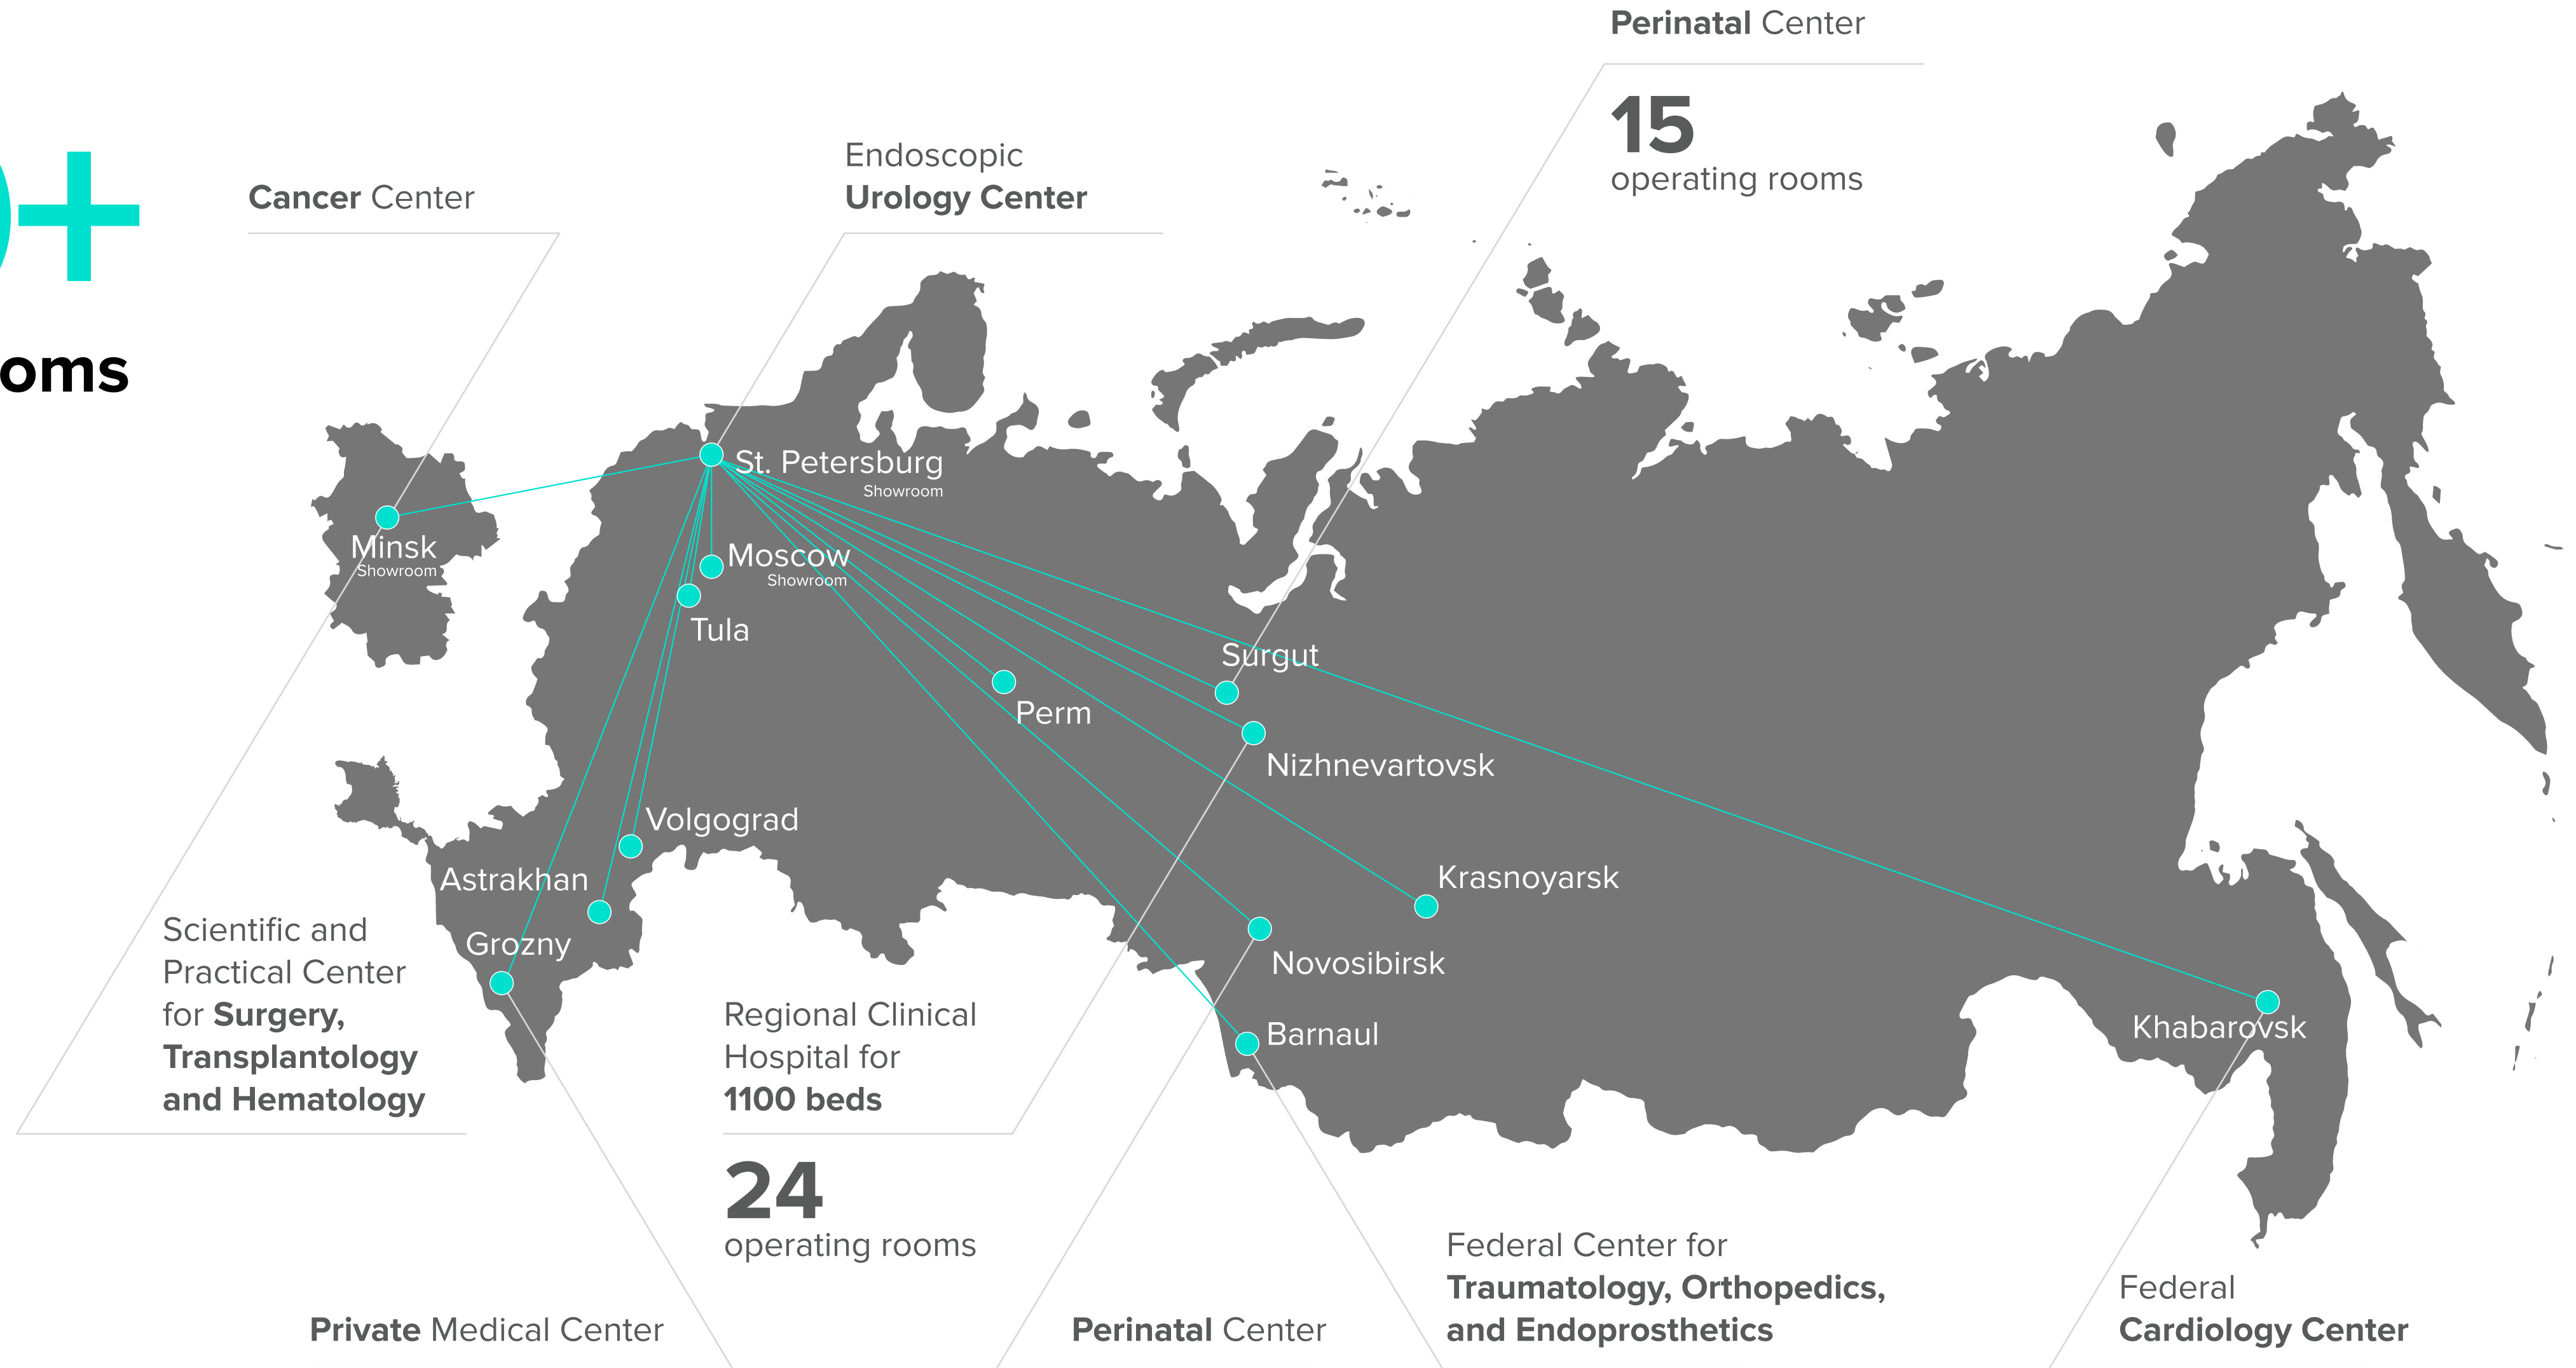 Perinatal Center
15
operating rooms
Endoscopic
Urology Center
Cancer Center
+
oms
St. Petersburg
Showroom
Minsk
Showroom
Moscow
Showroom
Tula
Surgut
Perm
Nizhnevartovsk
Volgograd
Astrakhan
Krasnoyarsk
Grozny
Novosibirsk
Barnaul
Khabarovsk
Scientific and
Practical Center
for Surgery,
Transplantology
and Hematology
Regional Clinical
Hospital for
1100 beds
24
operating rooms
Private Medical Center
Perinatal Center
Federal Center for
Traumatology, Orthopedics,
and Endoprosthetics
Federal
Cardiology Center